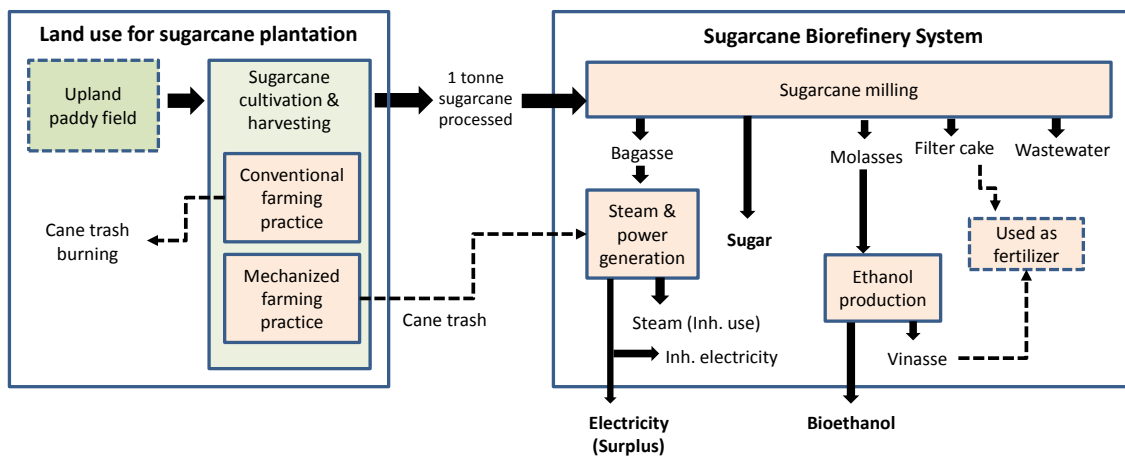 Land use for sugarcane plantation
Upland
paddy field
Sugarcane
cultivation &
harvesting
Conventional
farming
practice
Mechanized
farming
practice
Cane trash
burning
Cane trash
1 tonne
sugarcane
processed
Sugarcane Biorefinery System
Sugarcane milling
Bagasse
Molasses
Filter cake
Wastewater
Steam &
power
generation
Sugar
Used as
fertilizer
Ethanol
production
Steam (Inh. use)
Inh. electricity
Vinasse
Electricity
(Surplus)
Bioethanol